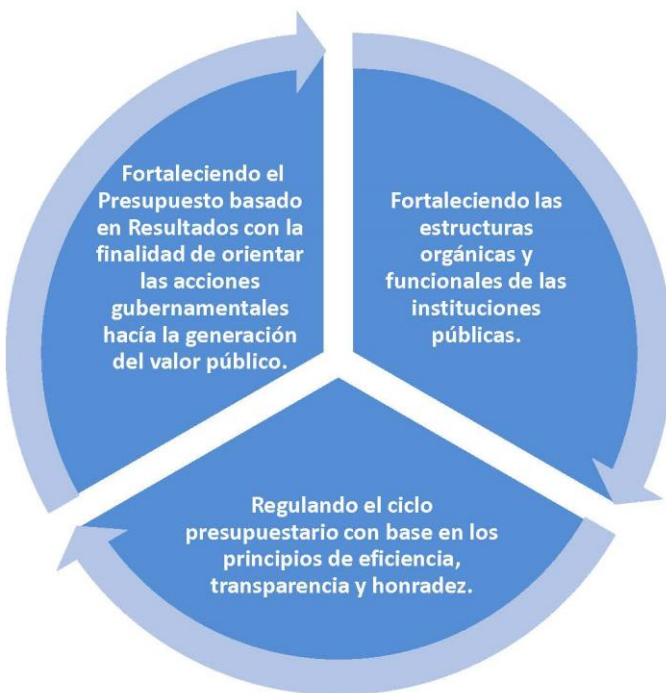 Fortaleciendo el
Presupuesto basado
en Resultados con la
finalidad de orientar
las acciones
gubernamentales
hacía la generación
del valor público.
Fortaleciendo las
estructuras
orgánicas y
funcionales de las
instituciones
públicas.
Regulando el ciclo
presupuestario con base en los
principios de eficiencia,
transparencia y honradez.